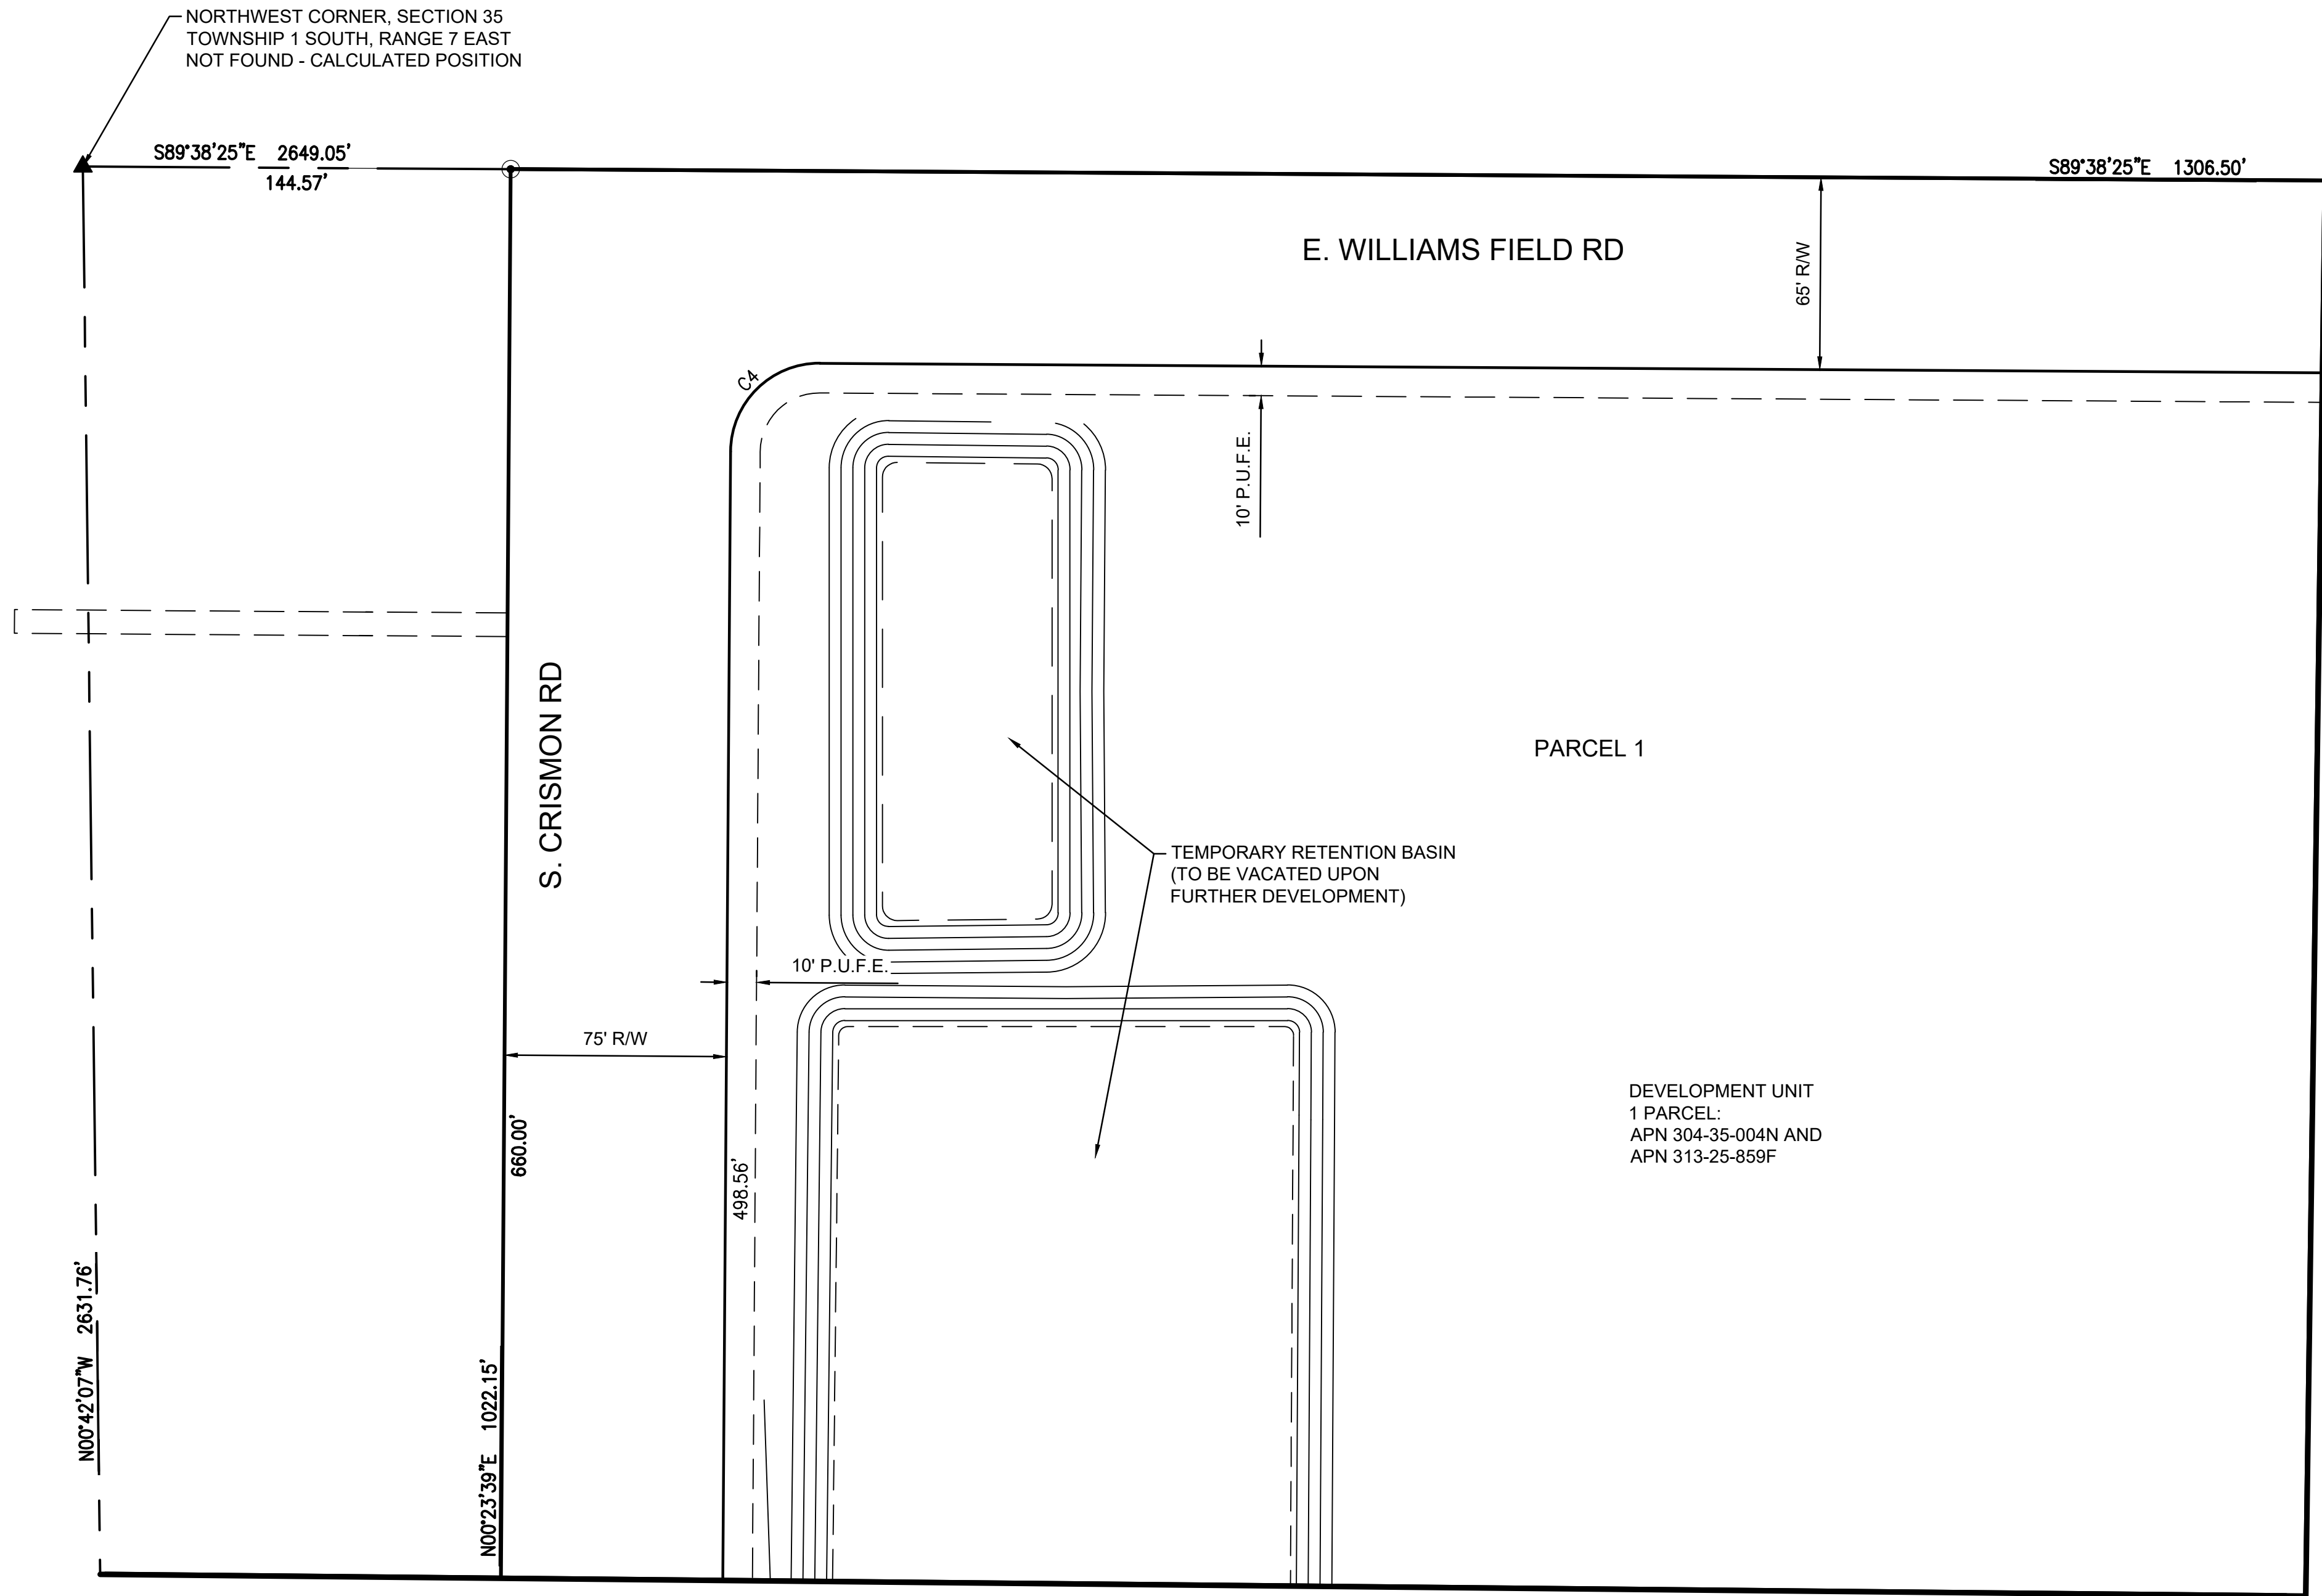 NORTHWEST CORNER, SECTION 35
TOWNSHIP 1 SOUTH, RANGE 7 EAST
NOT FOUND - CALCULATED POSITION
S89°38'25"E 2649.05'
144.57'
S89°38'25"E 1306.50'
E. WILLIAMS FIELD RD
65' R/W
C4
10' P.U.F.E.
S. CRISMON RD
PARCEL 1
TEMPORARY RETENTION BASIN
(TO BE VACATED UPON
FURTHER DEVELOPMENT)
10' P.U.F.E.
75' R/W
660.00'
498.56'
DEVELOPMENT UNIT
1 PARCEL:
APN 304-35-004N AND
APN 313-25-859F
N00°42'07"W 2631.76'
N00°23'39"E 1022.15'